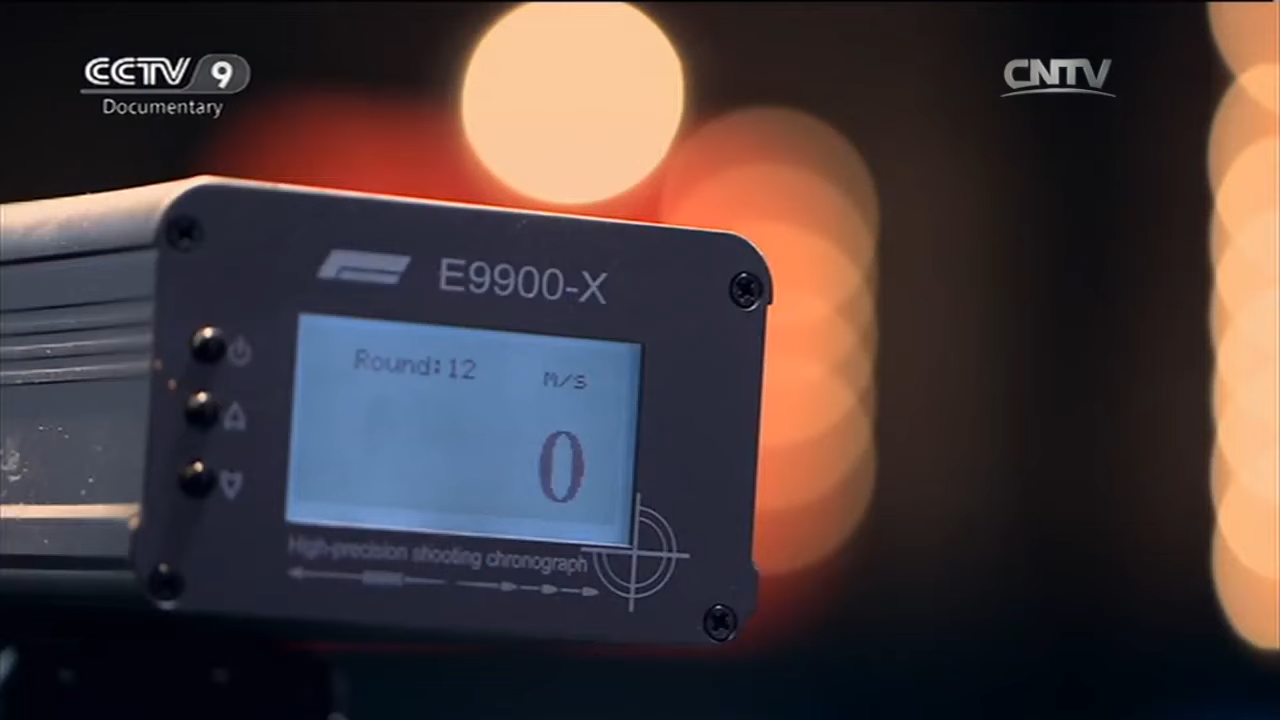 CCTV 9
Documentary
CNTV
E9900-X
Round:12
M/S
0
High-precision shooting chronograph